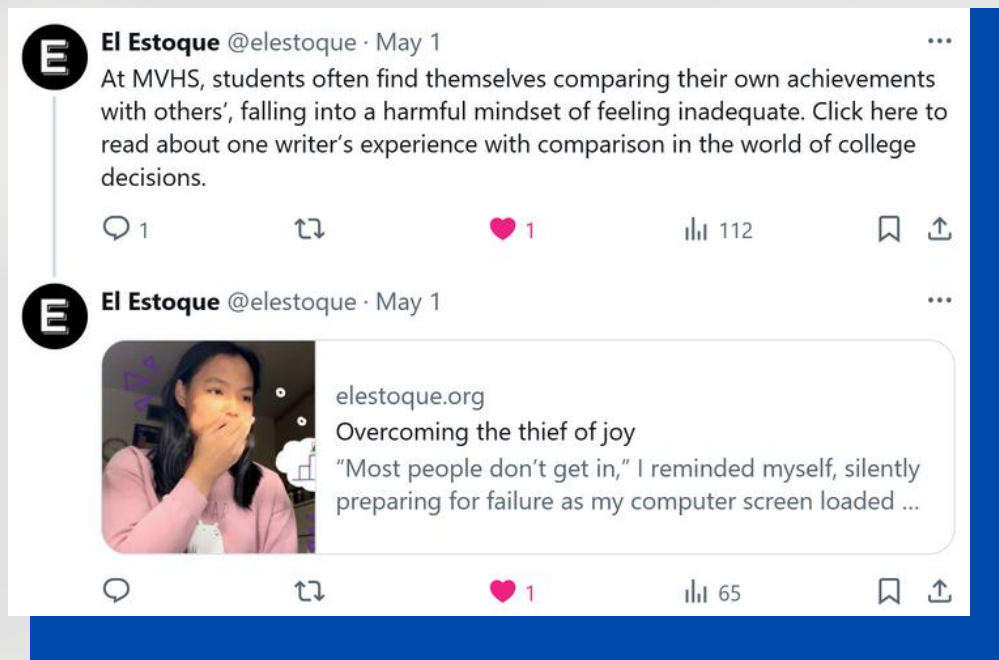 E
El Estoque @elestoque · May 1
At MVHS, students often find themselves comparing their own achievements
with others’, falling into a harmful mindset of feeling inadequate. Click here to
read about one writer’s experience with comparison in the world of college
decisions.
1 1 112
E
El Estoque @elestoque · May 1
elestoque.org
Overcoming the thief of joy
“Most people don’t get in,” I reminded myself, silently
preparing for failure as my computer screen loaded ...
1 65